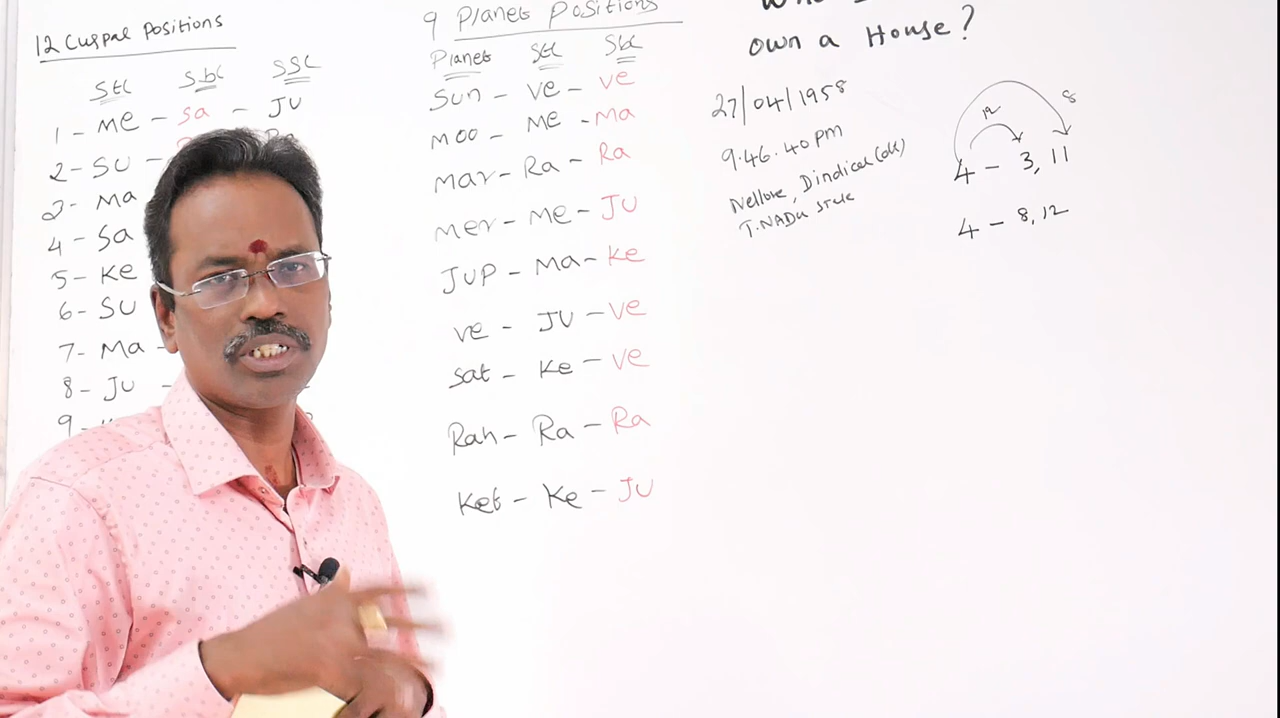 12 Cuspal Positions
StL SbL SSL
1 - Me - Sa - JU
2 - SU -
3 - Ma
4 - Sa
5 - Ke
6 - SU
7 - Ma -
8 - JU -
9 -
9 Planet Positions
Planet StL SbL
Sun - Ve - Ve
Moo - Me - Ma
Mar - Ra - Ra
Mer - Me - JU
JUP - Ma - Ke
Ve - JU - Ve
Sat - Ke - Ve
Rah - Ra - Ra
Ket - Ke - JU
own a House?
27/04/1958
9.46.40 pm
Nellore, Dindical (dk)
T.NADU State
12 8
4 - 3, 11
4 - 8, 12